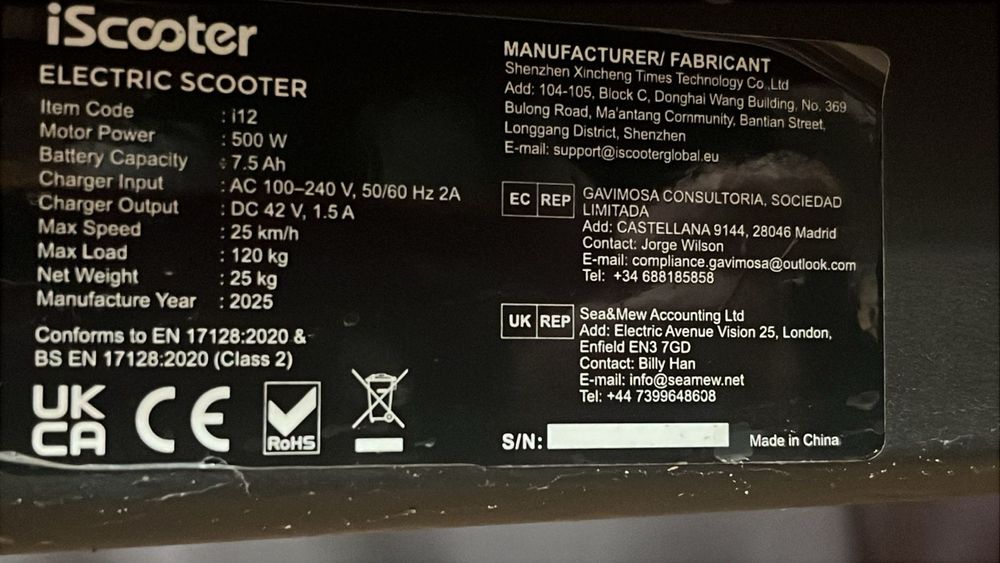 iScooter
ELECTRIC SCOOTER
Item Code : i12
Motor Power : 500 W
Battery Capacity : 7.5 Ah
Charger Input : AC 100–240 V, 50/60 Hz 2A
Charger Output : DC 42 V, 1.5 A
Max Speed : 25 km/h
Max Load : 120 kg
Net Weight : 25 kg
Manufacture Year : 2025
Conforms to EN 17128:2020 &
BS EN 17128:2020 (Class 2)
UK
CA
CE
RoHS
MANUFACTURER/ FABRICANT
Shenzhen Xincheng Times Technology Co.,Ltd
Add: 104-105, Block C, Donghai Wang Building, No. 369
Bulong Road, Ma'antang Cornmunity, Bantian Street,
Longgang District, Shenzhen
E-mail: support@iscooterglobal.eu
EC REP
GAVIMOSA CONSULTORIA, SOCIEDAD
LIMITADA
Add: CASTELLANA 9144, 28046 Madrid
Contact: Jorge Wilson
E-mail: compliance.gavimosa@outlook.com
Tel: +34 688185858
UK REP
Sea&Mew Accounting Ltd
Add: Electric Avenue Vision 25, London,
Enfield EN3 7GD
Contact: Billy Han
E-mail: info@seamew.net
Tel: +44 7399648608
S/N:
Made in China